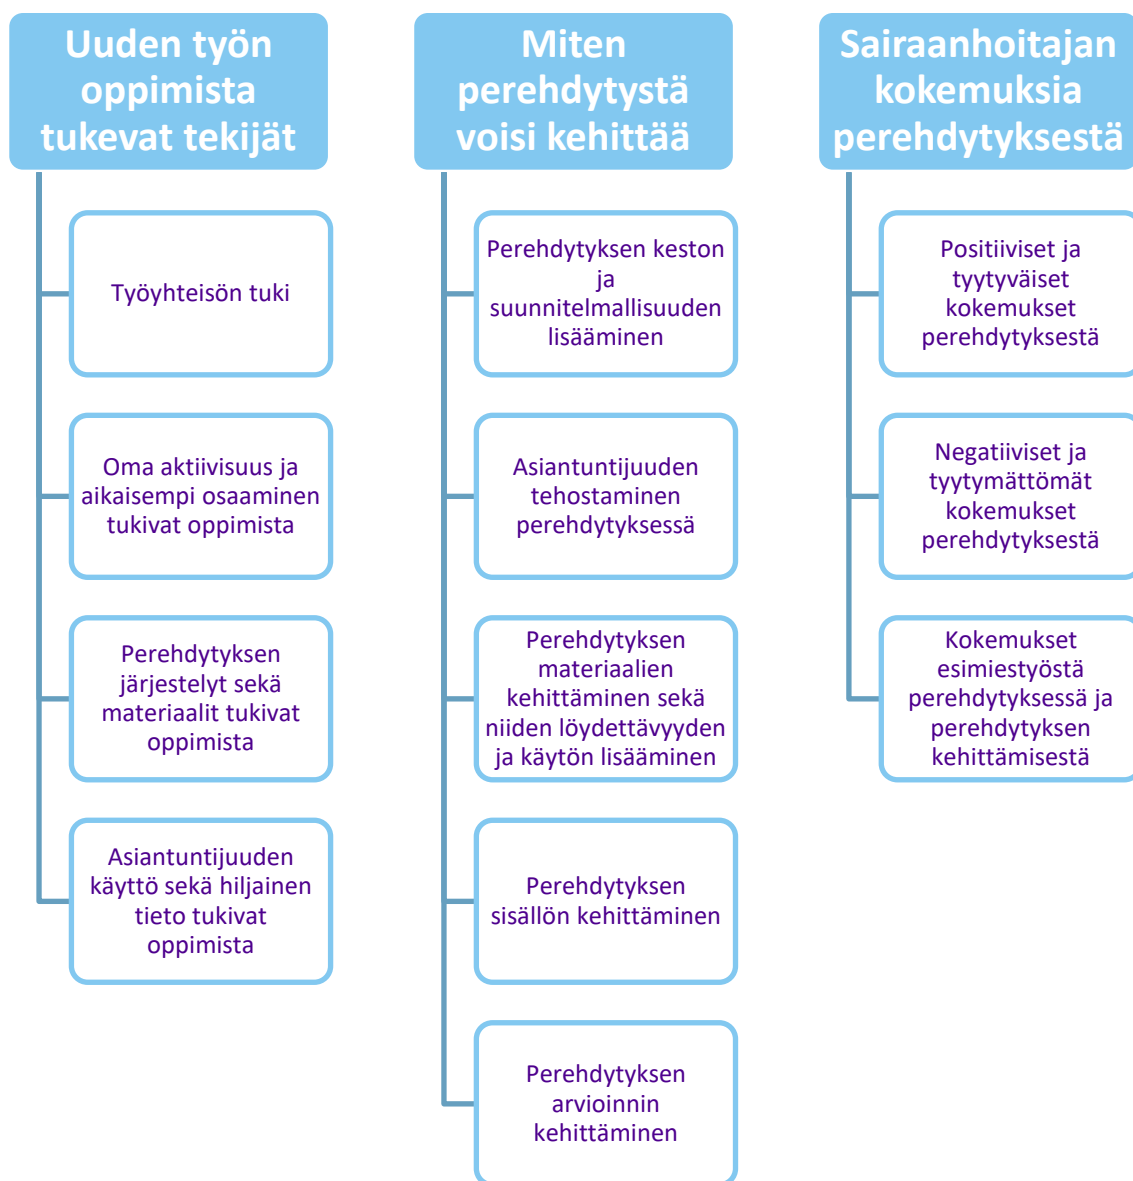 Uuden työn
oppimista
tukevat tekijät
Työyhteisön tuki
Oma aktiivisuus ja
aikaisempi osaaminen
tukivat oppimista
Perehdytyksen
järjestelyt sekä
materiaalit tukivat
oppimista
Asiantuntijuuden
käyttö sekä hiljainen
tieto tukivat
oppimista
Miten
perehdytystä
voisi kehittää
Perehdytyksen keston
ja
suunnitelmallisuuden
lisääminen
Asiantuntijuuden
tehostaminen
perehdytyksessä
Perehdytyksen
materiaalien
kehittäminen sekä
niiden löydettävyyden
ja käytön lisääminen
Perehdytyksen
sisällön kehittäminen
Perehdytyksen
arvioinnin
kehittäminen
Sairaanhoitajan
kokemuksia
perehdytyksestä
Positiiviset ja
tyytyväiset
kokemukset
perehdytyksestä
Negatiiviset ja
tyytymättömät
kokemukset
perehdytyksestä
Kokemukset
esimiestyöstä
perehdytyksessä ja
perehdytyksen
kehittämisestä